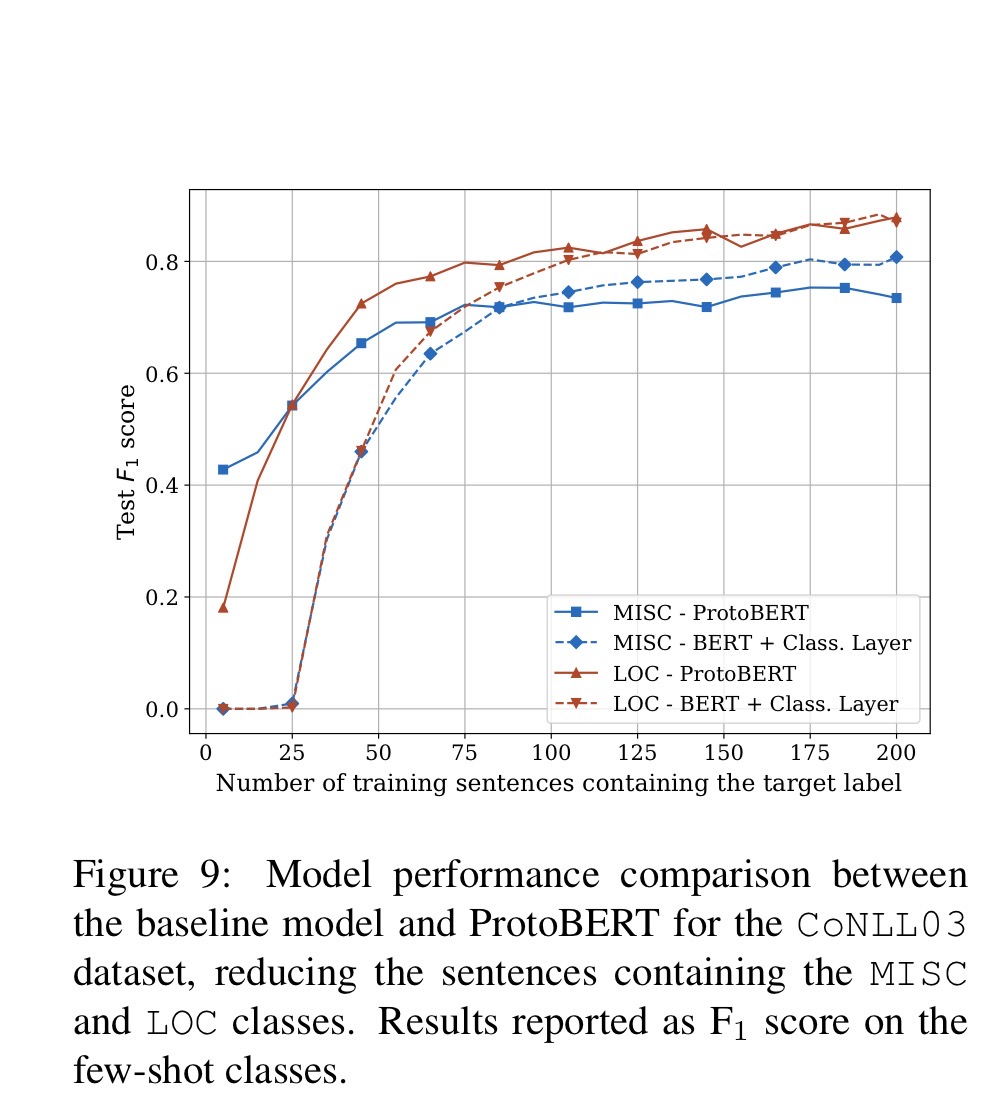 0.8
0.6
0.4
0.2
0.0
Test F1 score
MISC - ProtoBERT
MISC - BERT + Class. Layer
LOC - ProtoBERT
LOC - BERT + Class. Layer
0 25 50 75 100 125 150 175 200
Number of training sentences containing the target label
Figure 9: Model performance comparison between
the baseline model and ProtoBERT for the CoNLL03
dataset, reducing the sentences containing the MISC
and LOC classes. Results reported as F1 score on the
few-shot classes.